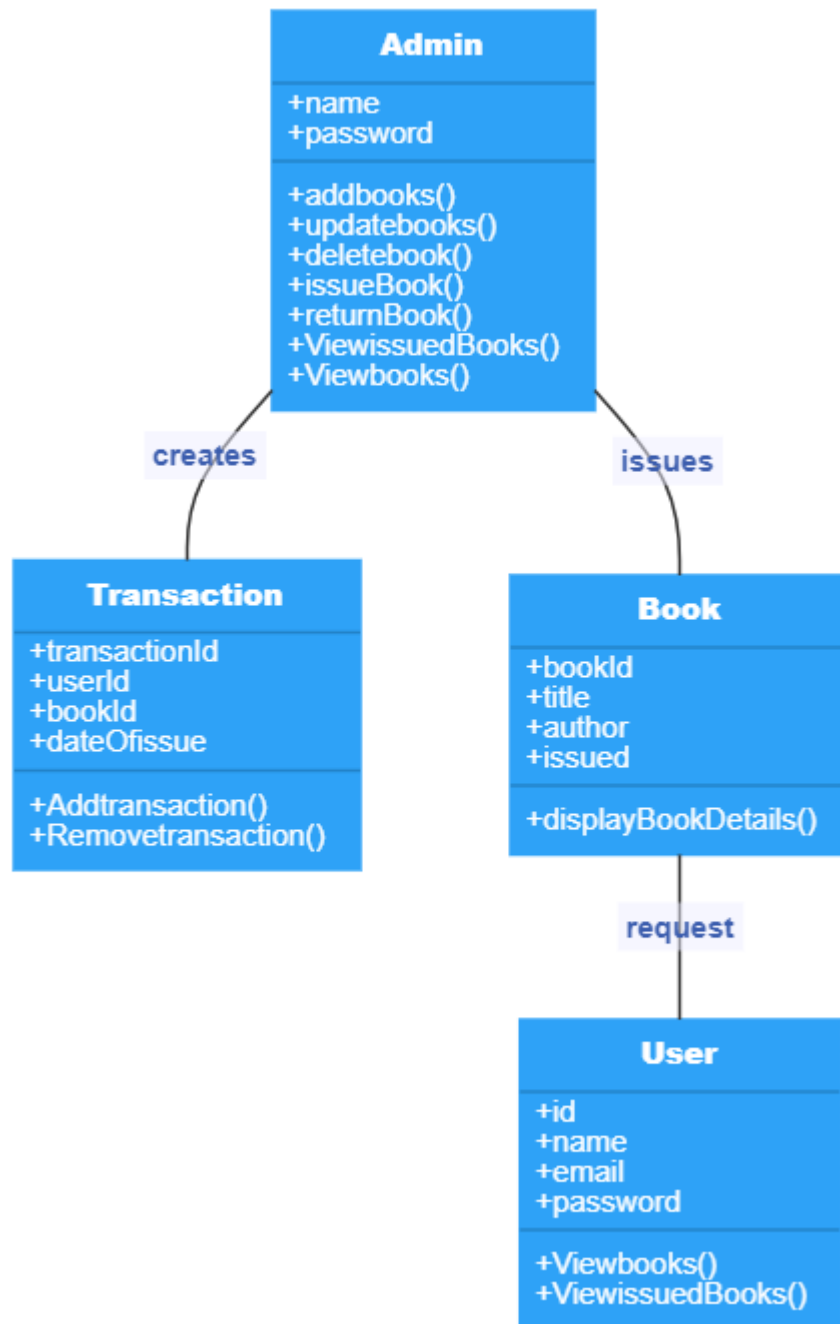 Admin
+name
+password
+addbooks()
+updatebooks()
+deletebook()
+issueBook()
+returnBook()
+ViewissuedBooks()
+Viewbooks()
creates
issues
Transaction
+transactionId
+userId
+bookId
+dateOfissue
+Addtransaction()
+Removetransaction()
Book
+bookId
+title
+author
+issued
+displayBookDetails()
request
User
+id
+name
+email
+password
+Viewbooks()
+ViewissuedBooks()